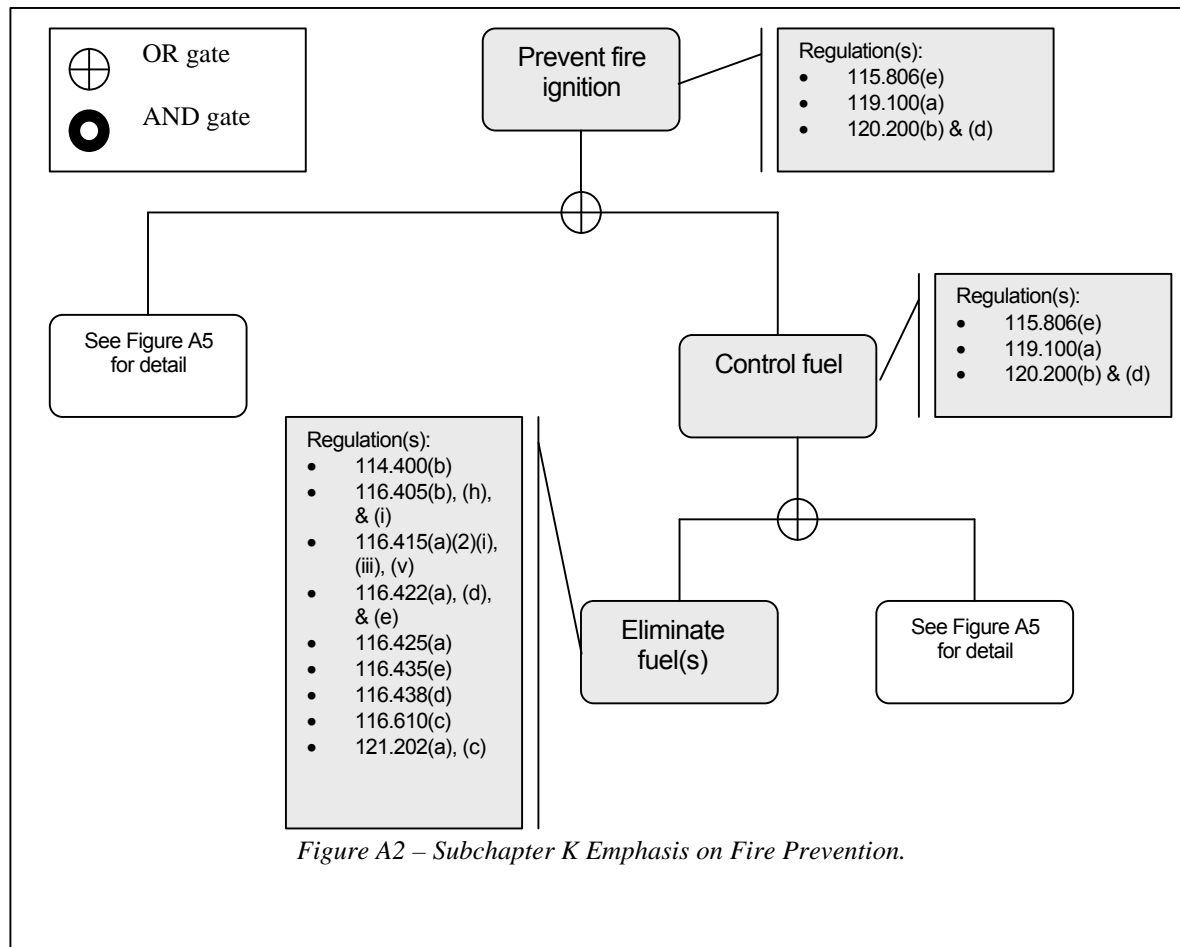 OR gate
AND gate
Prevent fire
ignition
Regulation(s):
• 115.806(e)
• 119.100(a)
• 120.200(b) & (d)
See Figure A5
for detail
Control fuel
Regulation(s):
• 115.806(e)
• 119.100(a)
• 120.200(b) & (d)
Regulation(s):
• 114.400(b)
• 116.405(b), (h),
& (i)
• 116.415(a)(2)(i),
(iii), (v)
• 116.422(a), (d),
& (e)
• 116.425(a)
• 116.435(e)
• 116.438(d)
• 116.610(c)
• 121.202(a), (c)
Eliminate
fuel(s)
See Figure A5
for detail
Figure A2 – Subchapter K Emphasis on Fire Prevention.